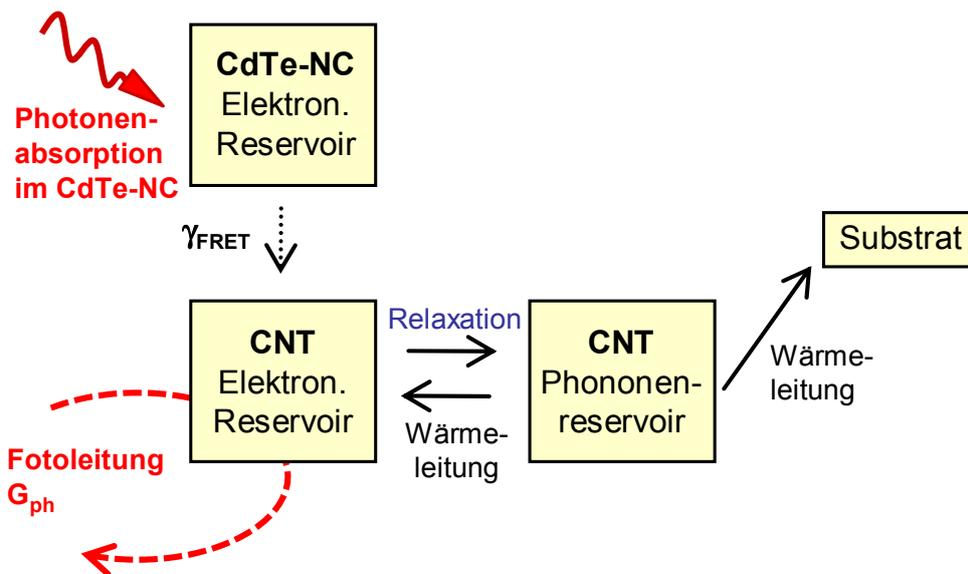 CdTe-NC
Elektron.
Reservoir
Photonen-
absorption
im CdTe-NC
γFRET
Substrat
CNT
Elektron.
Reservoir
Relaxation
Wärme-
leitung
CNT
Phononen-
reservoir
Wärme-
leitung
Fotoleitung
Gph